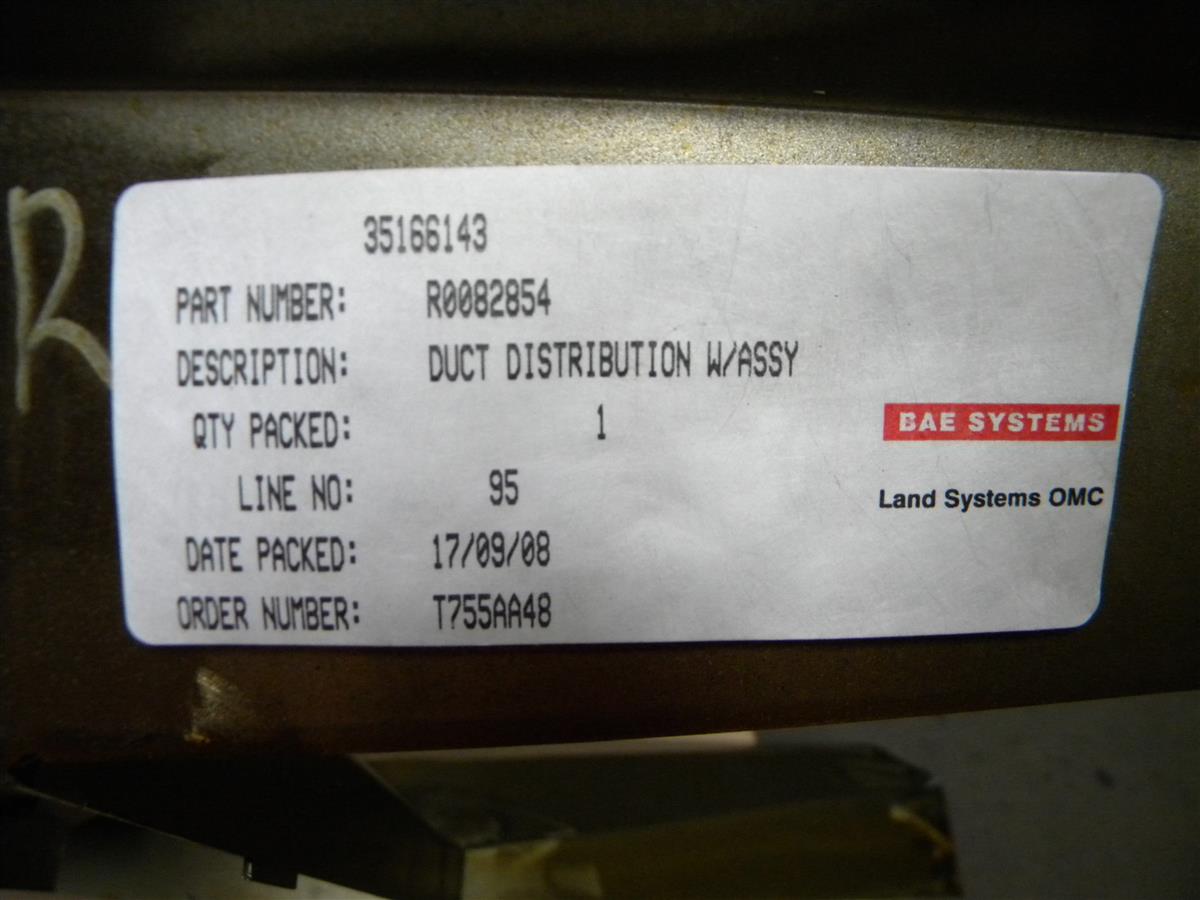 R
35166143
PART NUMBER: R0082854
DESCRIPTION: DUCT DISTRIBUTION W/ASSY
QTY PACKED: 1
BAE SYSTEMS
LINE NO: 95
Land Systems OMC
DATE PACKED: 17/09/08
ORDER NUMBER: T755AA48